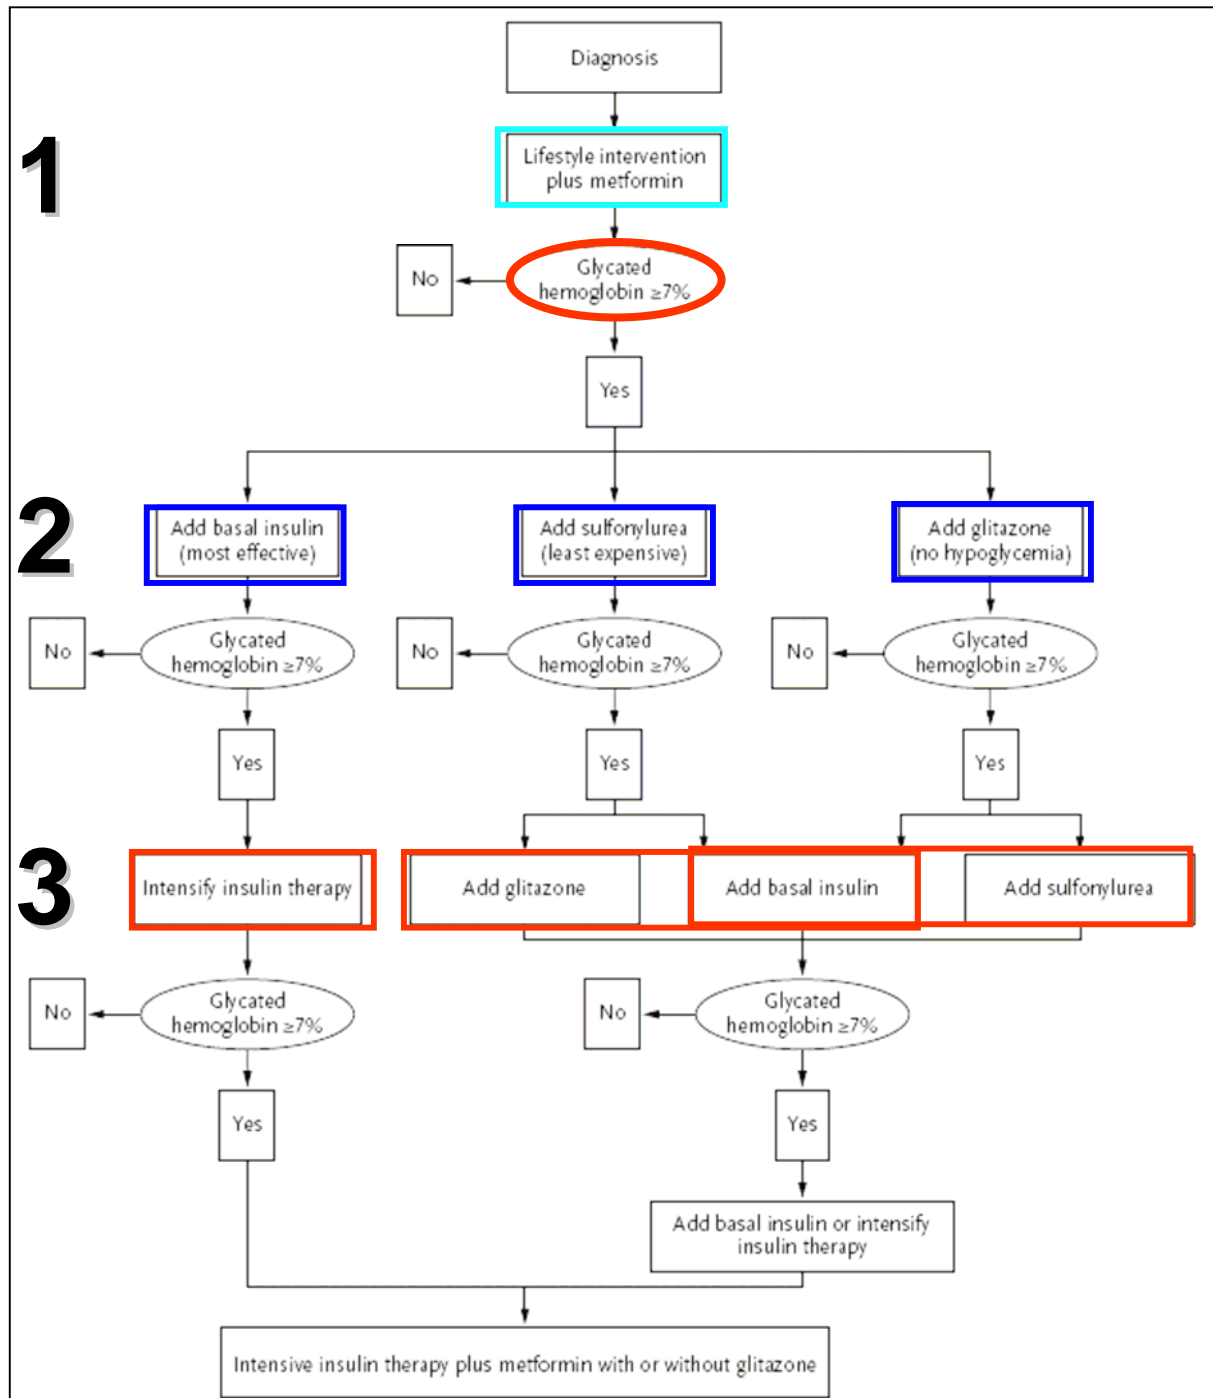 Diagnosis
1
Lifestyle intervention
plus metformin
No
Glycated
hemoglobin ≥7%
Yes
2
Add basal insulin
(most effective)
Add sulfonylurea
(least expensive)
Add glitazone
(no hypoglycemia)
No
Glycated
hemoglobin ≥7%
No
Glycated
hemoglobin ≥7%
No
Glycated
hemoglobin ≥7%
Yes
Yes
Yes
3
Intensify insulin therapy
Add glitazone
Add basal insulin
Add sulfonylurea
No
Glycated
hemoglobin ≥7%
No
Glycated
hemoglobin ≥7%
Yes
Yes
Add basal insulin or intensify
insulin therapy
Intensive insulin therapy plus metformin with or without glitazone